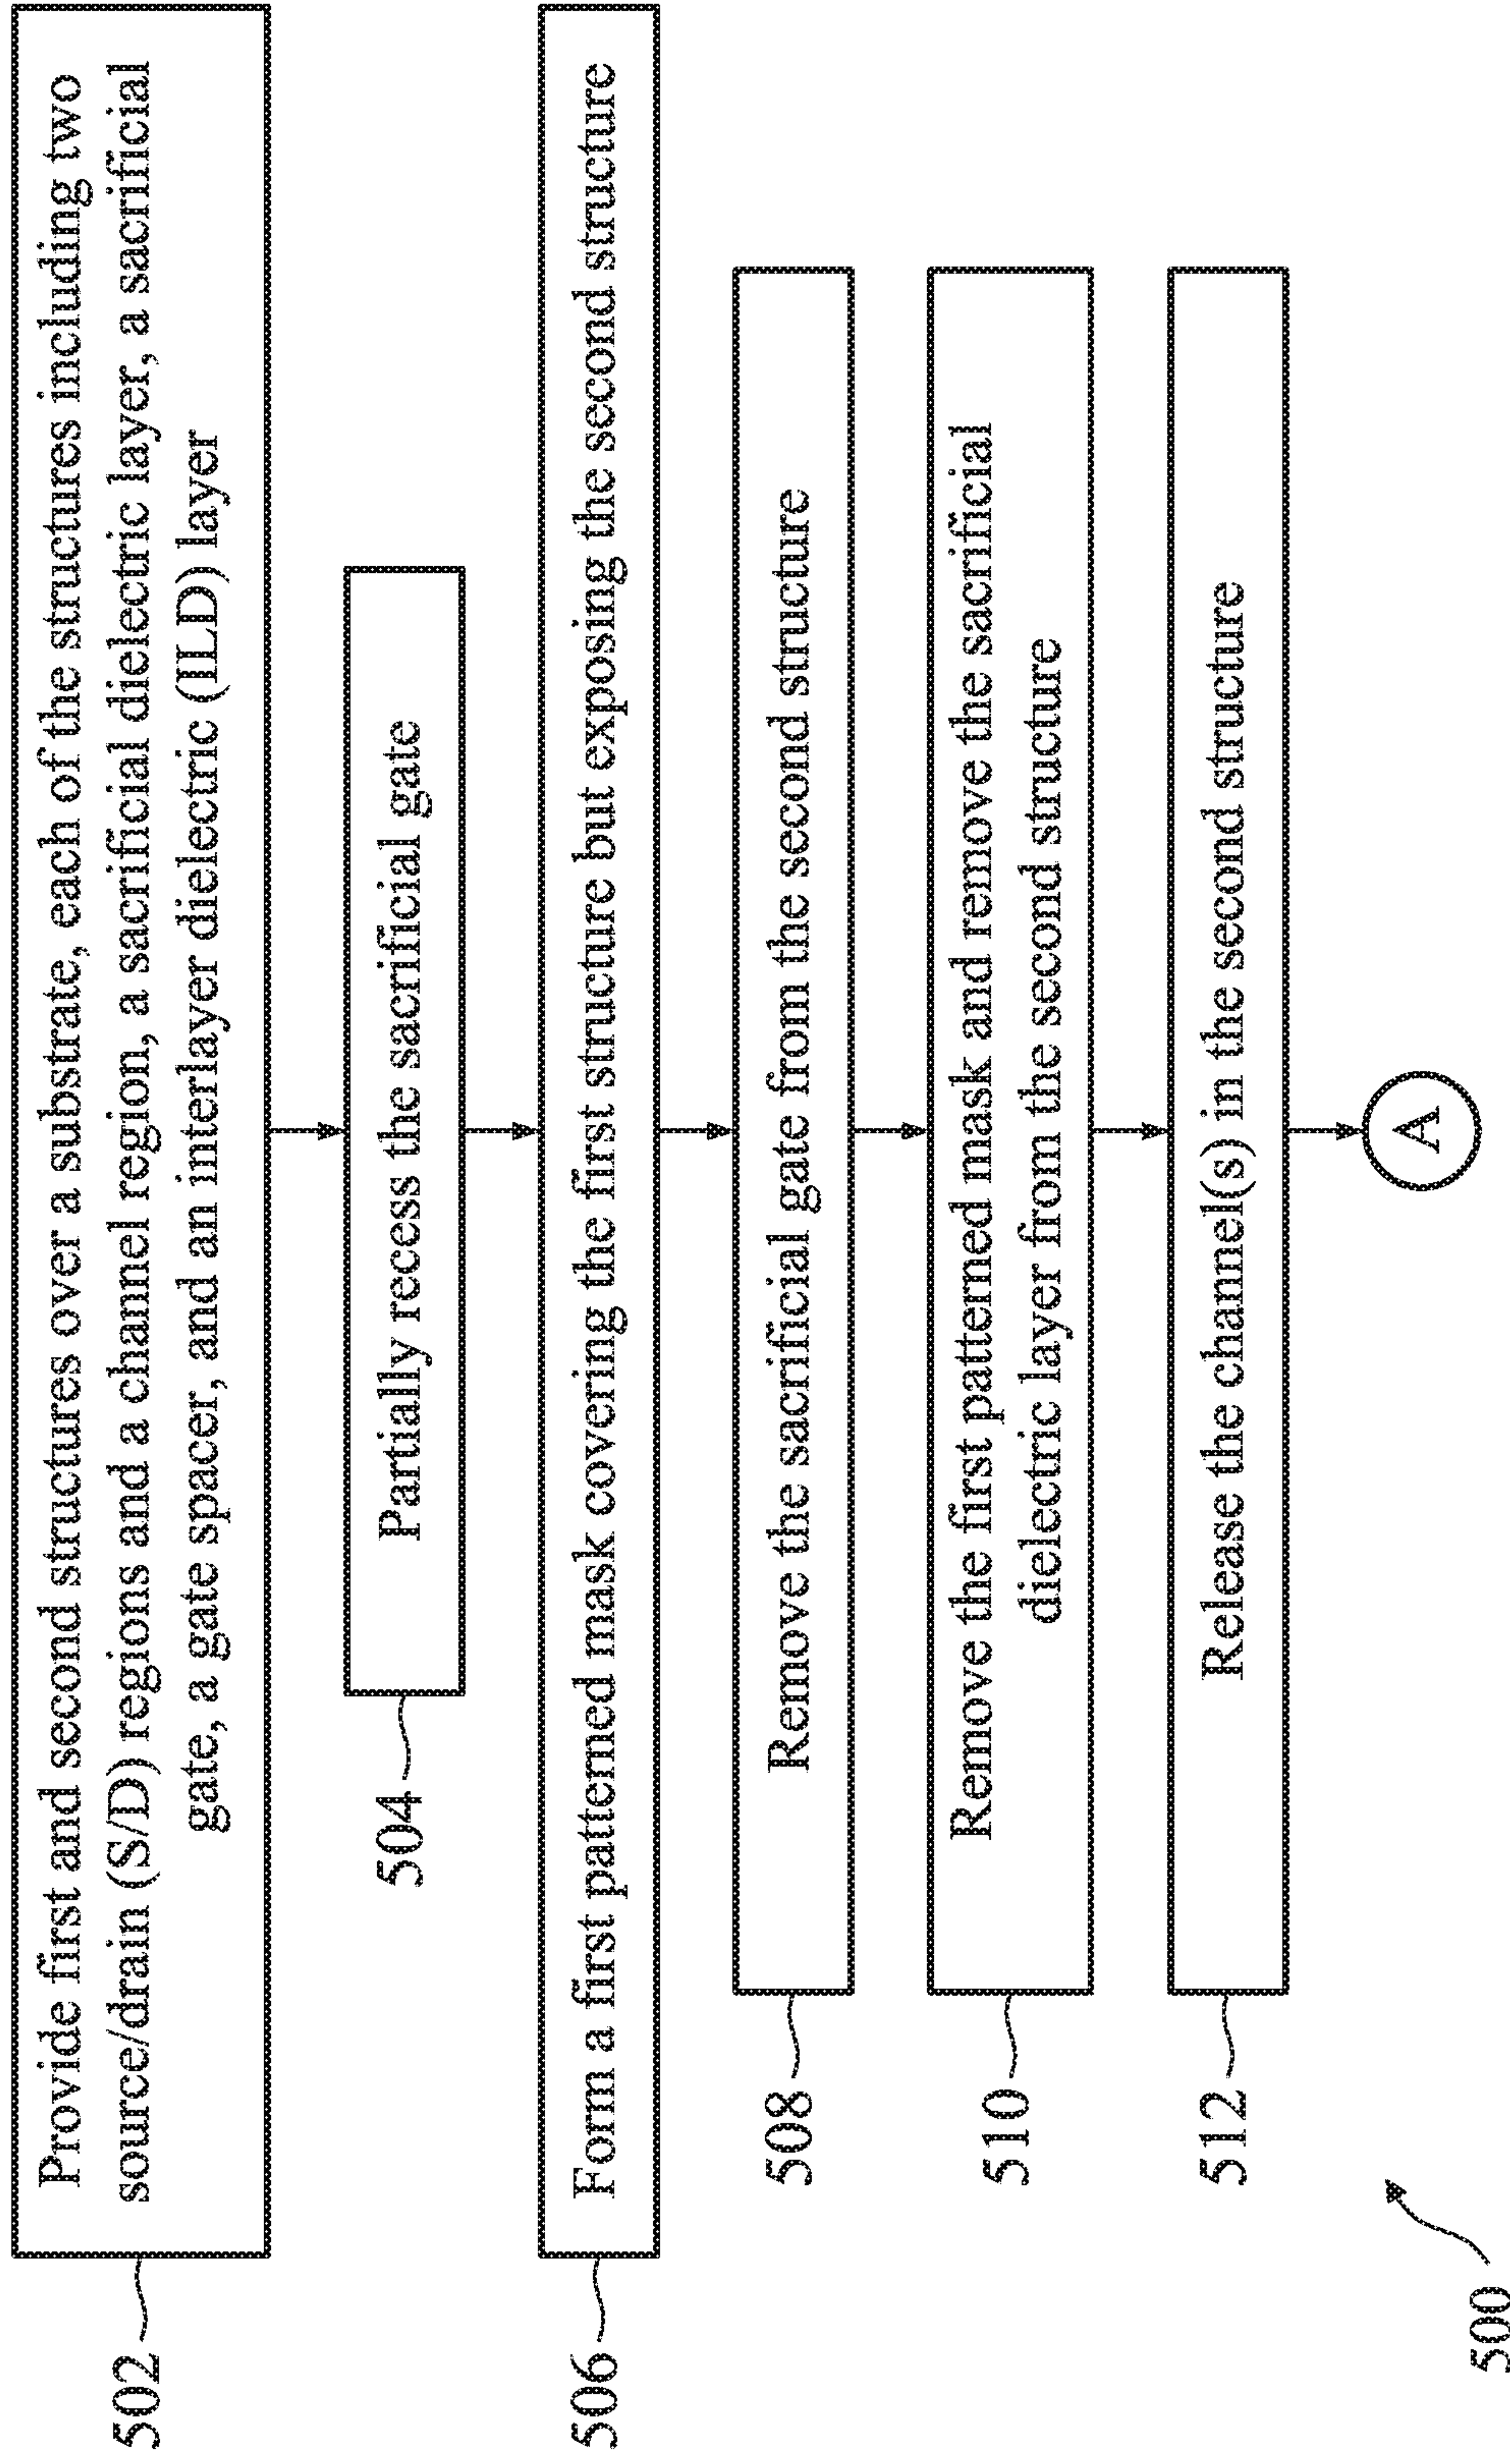 502
Provide first and second structures over a substrate, each of the structures including two
source/drain (S/D) regions and a channel region, a sacrificial dielectric layer, a sacrificial
gate, a gate spacer, and an interlayer dielectric (ILD) layer
504
Partially recess the sacrificial gate
506
Form a first patterned mask covering the first structure but exposing the second structure
508
Remove the sacrificial gate from the second structure
510
Remove the first patterned mask and remove the sacrificial
dielectric layer from the second structure
512
Release the channel(s) in the second structure
A
500